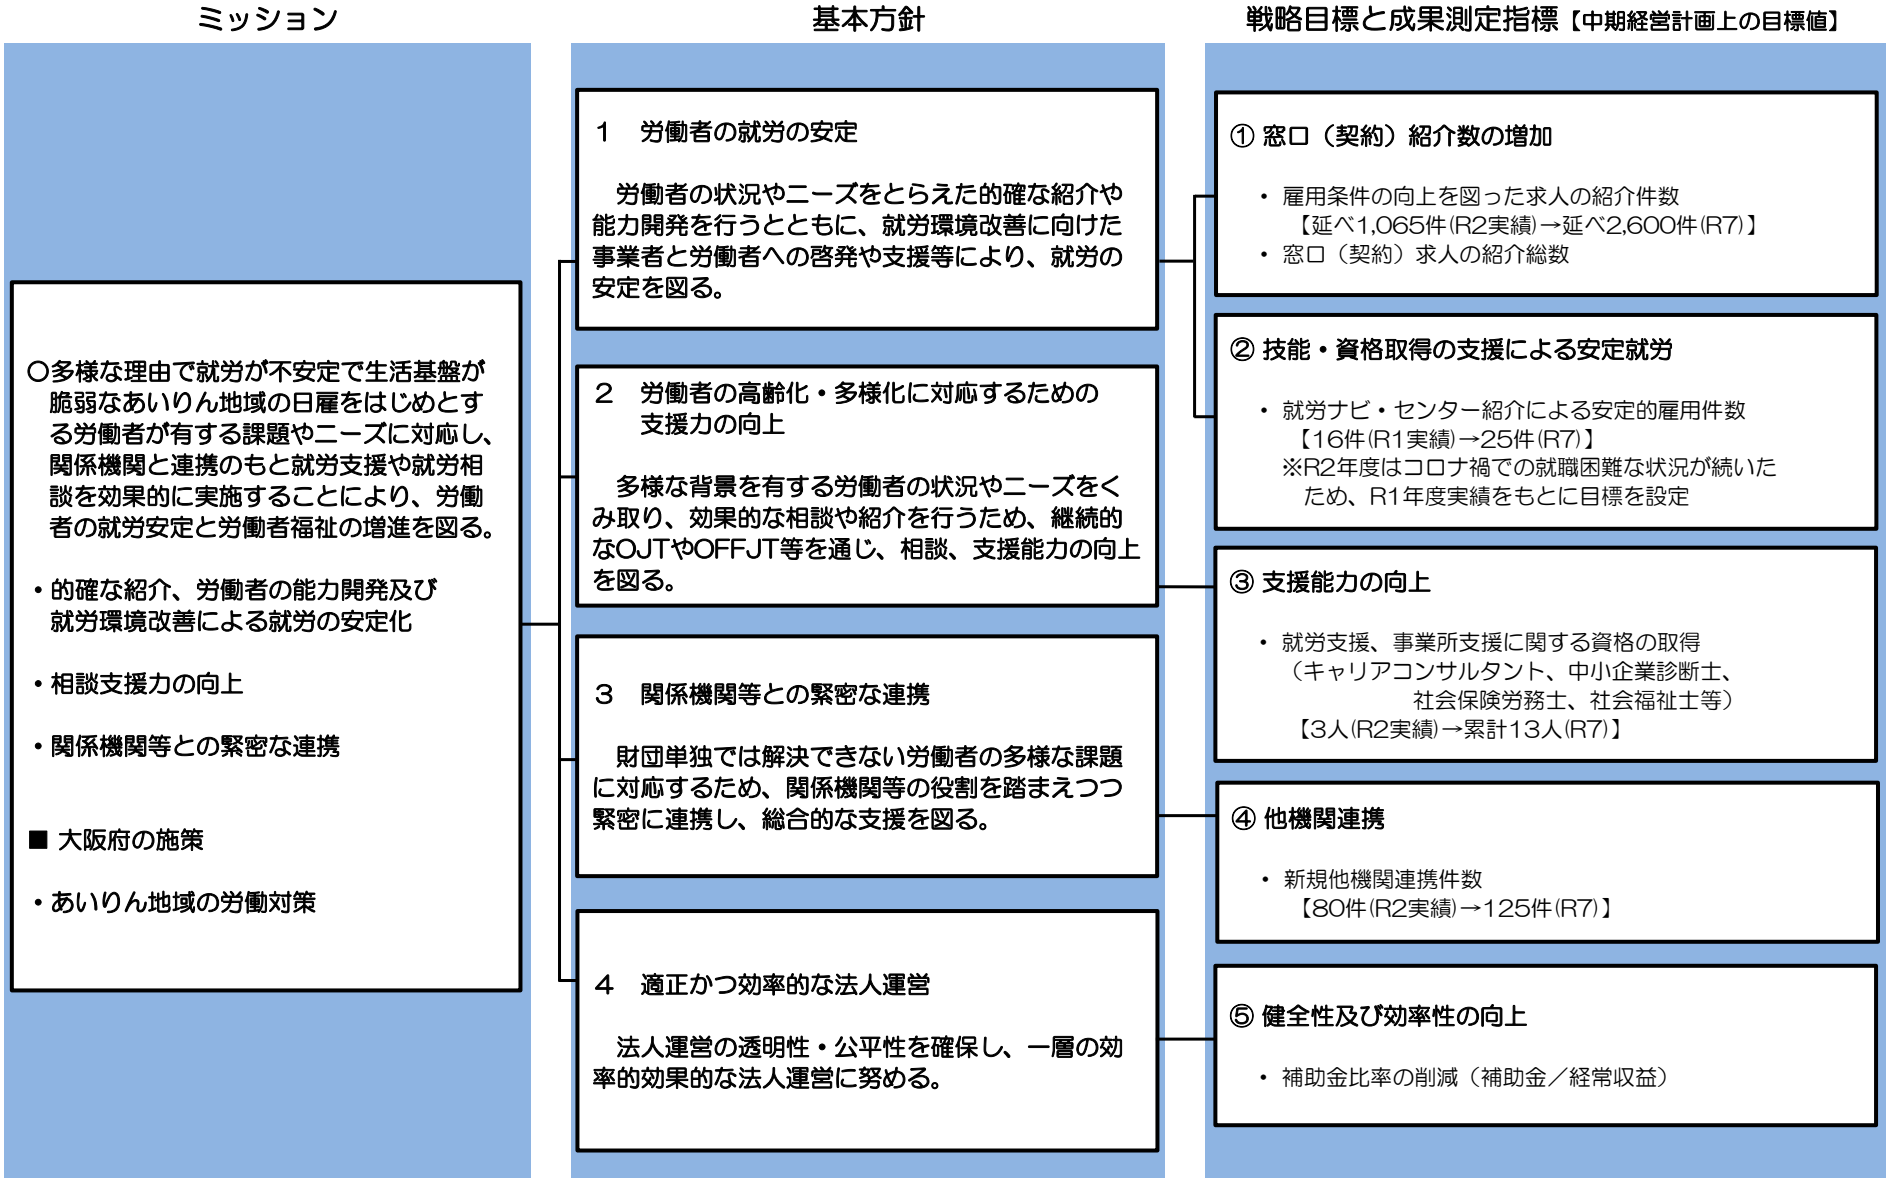 ミッション
○多様な理由で就労が不安定で生活基盤が
脆弱なあいりん地域の日雇をはじめとす
る労働者が有する課題やニーズに対応し、
関係機関と連携のもと就労支援や就労相
談を効果的に実施することにより、労働
者の就労安定と労働者福祉の増進を図る。
・的確な紹介、労働者の能力開発及び
就労環境改善による就労の安定化
・相談支援力の向上
・関係機関等との緊密な連携
■ 大阪府の施策
・あいりん地域の労働対策
基本方針
１　労働者の就労の安定
労働者の状況やニーズをとらえた的確な紹介や
能力開発を行うとともに、就労環境改善に向けた
事業者と労働者への啓発や支援等により、就労の
安定を図る。
２　労働者の高齢化・多様化に対応するための
支援力の向上
多様な背景を有する労働者の状況やニーズをく
み取り、効果的な相談や紹介を行うため、継続的
なOJTやOFFJT等を通じ、相談、支援能力の向上
を図る。
３　関係機関等との緊密な連携
財団単独では解決できない労働者の多様な課題
に対応するため、関係機関等の役割を踏まえつつ
緊密に連携し、総合的な支援を図る。
４　適正かつ効率的な法人運営
法人運営の透明性・公平性を確保し、一層の効
率的効果的な法人運営に努める。
戦略目標と成果測定指標【中期経営計画上の目標値】
① 窓口（契約）紹介数の増加
・ 雇用条件の向上を図った求人の紹介件数
【延べ1,065件(R2実績)→延べ2,600件(R7)】
・ 窓口（契約）求人の紹介総数
② 技能・資格取得の支援による安定就労
・ 就労ナビ・センター紹介による安定的雇用件数
【16件(R1実績)→25件(R7)】
※R2年度はコロナ禍での就職困難な状況が続いた
ため、R1年度実績をもとに目標を設定
③ 支援能力の向上
・ 就労支援、事業所支援に関する資格の取得
（キャリアコンサルタント、中小企業診断士、
社会保険労務士、社会福祉士等）
【3人(R2実績)→累計13人(R7)】
④ 他機関連携
・ 新規他機関連携件数
【80件(R2実績)→125件(R7)】
⑤ 健全性及び効率性の向上
・ 補助金比率の削減（補助金／経常収益）